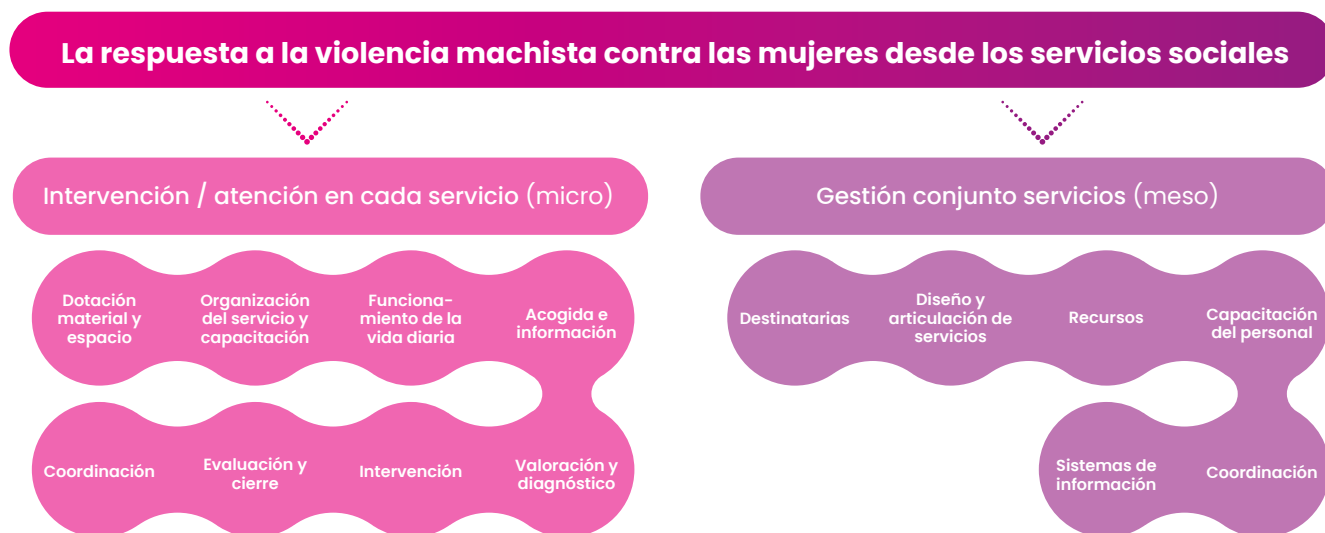 La respuesta a la violencia machista contra las mujeres desde los servicios sociales
Intervención / atención en cada servicio (micro)
Dotación
material y
espacio
Organización
del servicio y
capacitación
Funciona-
miento de la
vida diaria
Acogida e
información
Coordinación
Evaluación y
cierre
Intervención
Valoración y
diagnóstico
Gestión conjunto servicios (meso)
Destinatarias
Diseño y
articulación de
servicios
Recursos
Capacitación
del personal
Sistemas de
información
Coordinación